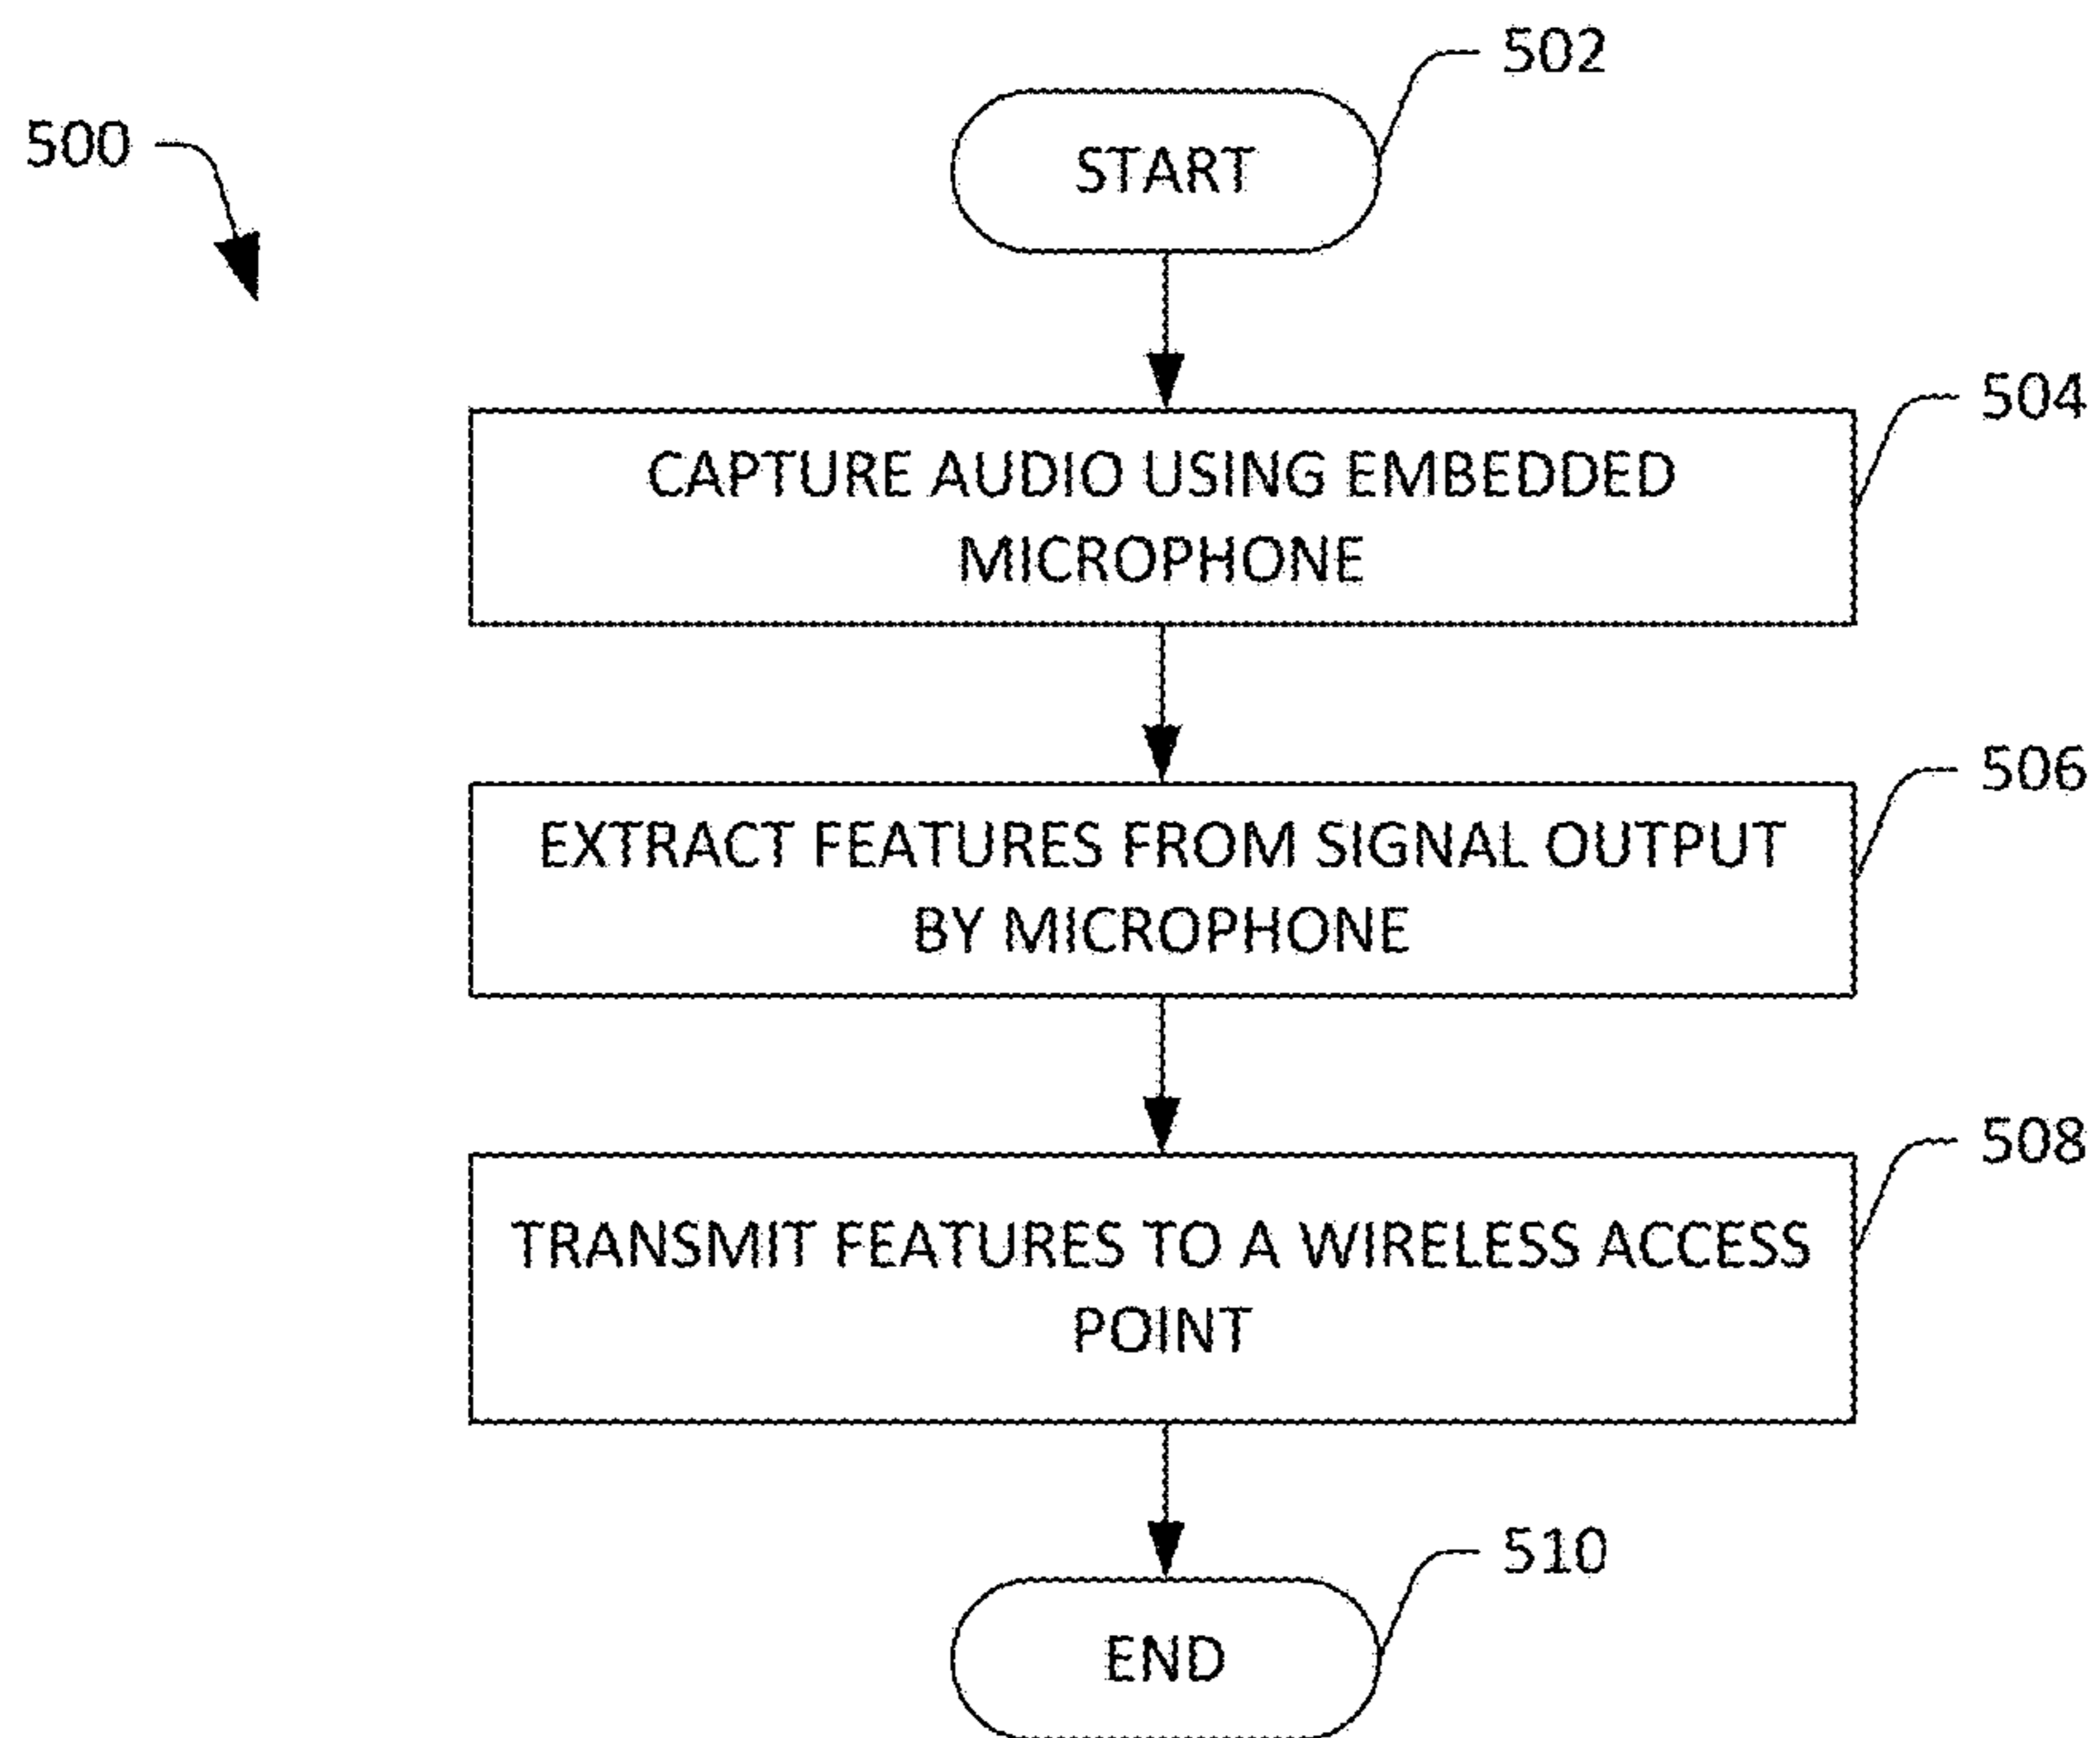 502
500
START
504
CAPTURE AUDIO USING EMBEDDED
MICROPHONE
506
EXTRACT FEATURES FROM SIGNAL OUTPUT
BY MICROPHONE
508
TRANSMIT FEATURES TO A WIRELESS ACCESS
POINT
510
END